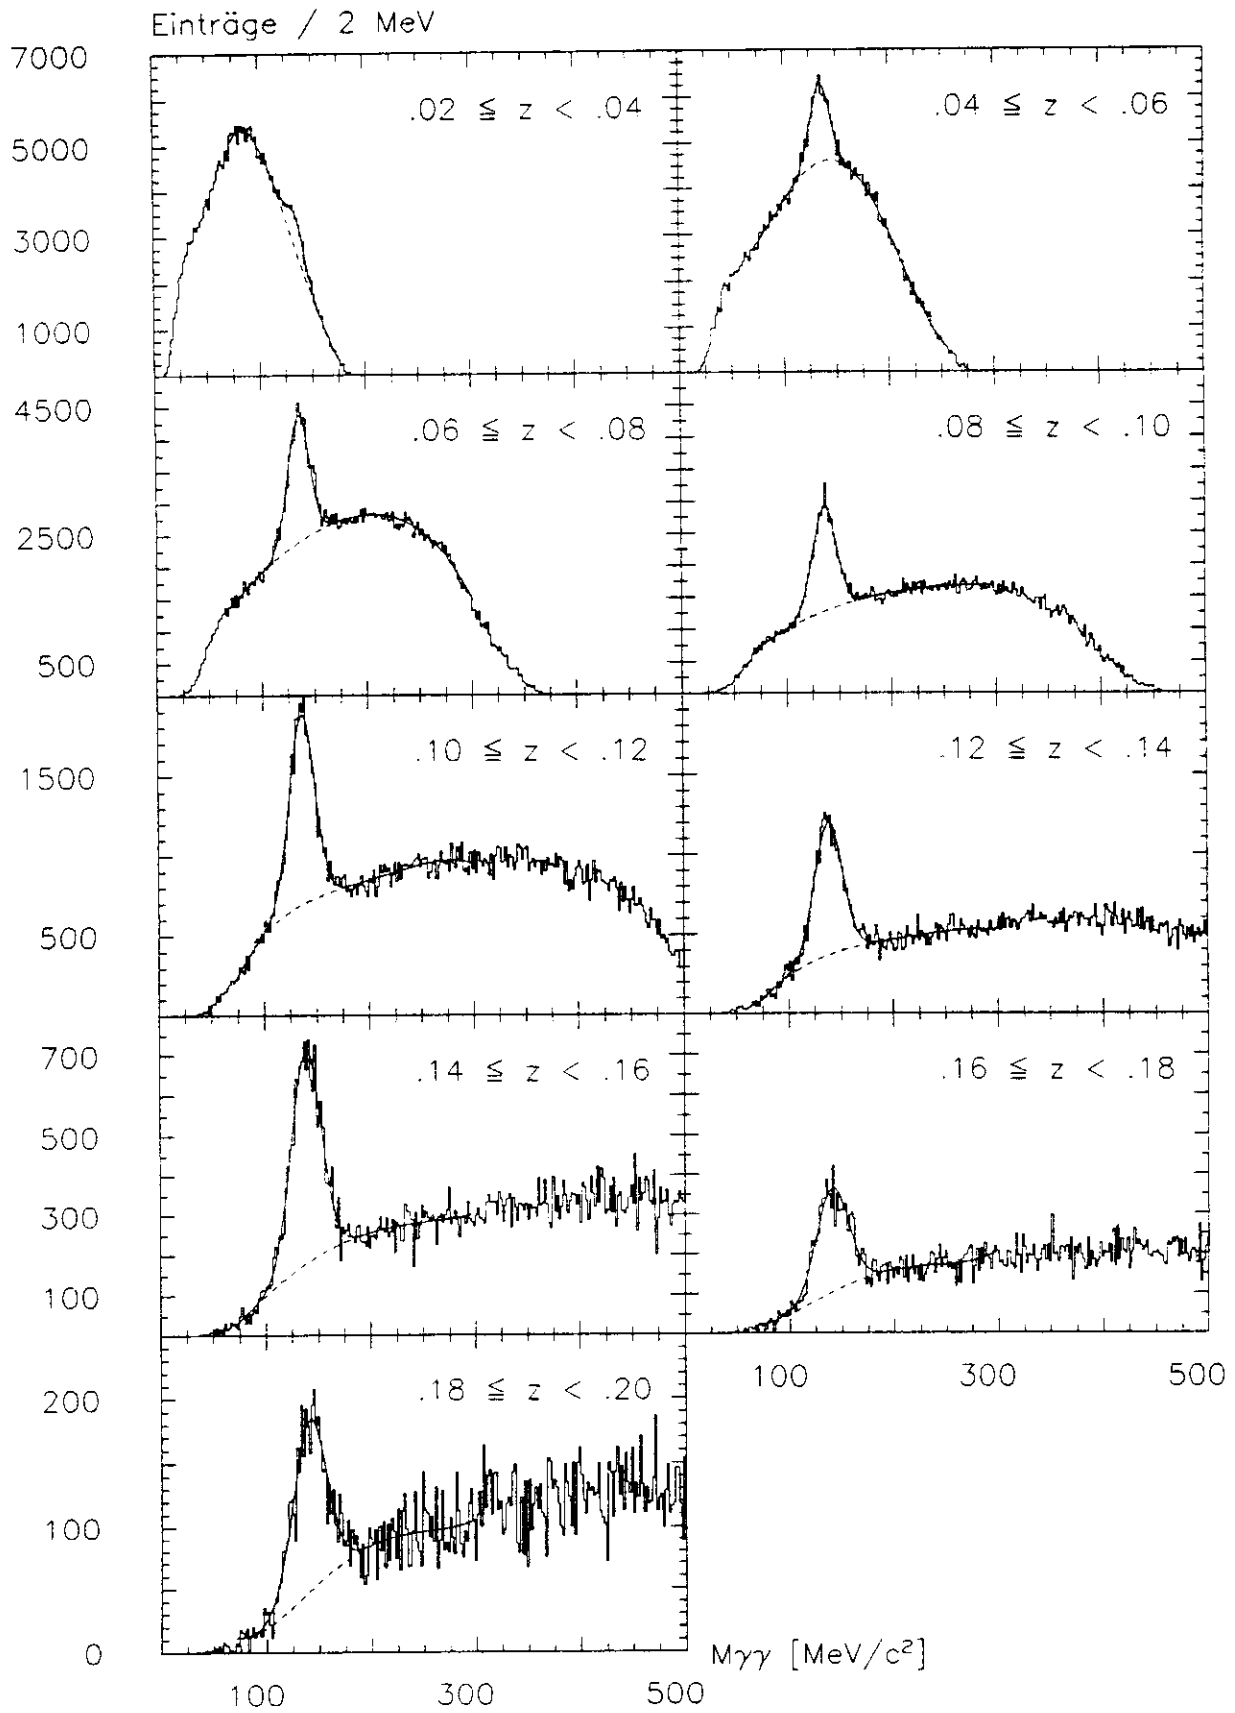 Einträge / 2 MeV
7000
5000
3000
1000
.02 ≦ z < .04
.04 ≦ z < .06
4500
2500
500
.06 ≦ z < .08
.08 ≦ z < .10
1500
500
.10 ≦ z < .12
.12 ≦ z < .14
700
500
300
100
.14 ≦ z < .16
.16 ≦ z < .18
100 300 500
200
100
0
.18 ≦ z < .20
Mγγ [MeV/c²]
100 300 500